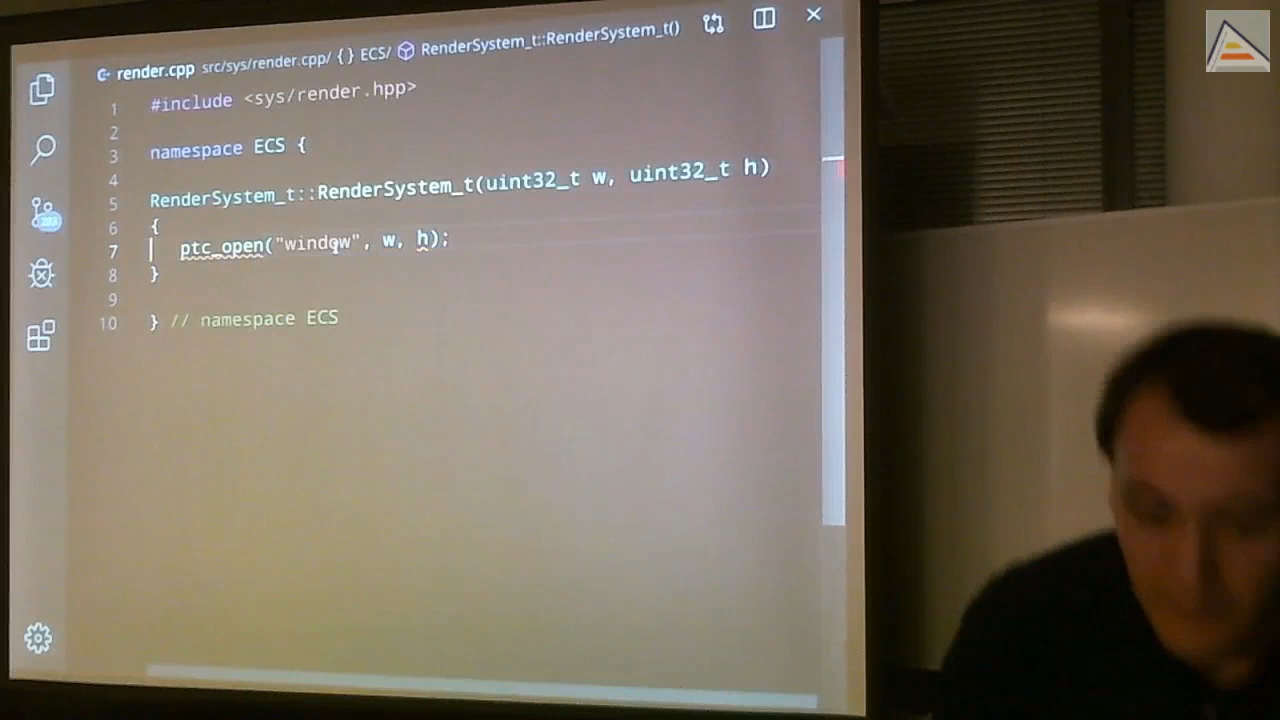 render.cpp src/sys/render.cpp/ { } ECS/ RenderSystem_t::RenderSystem_t()
1 #include <sys/render.hpp>
2
3 namespace ECS {
4
5 RenderSystem_t::RenderSystem_t(uint32_t w, uint32_t h)
6 {
7 ptc_open("window", w, h);
8 }
9
10 } // namespace ECS
203